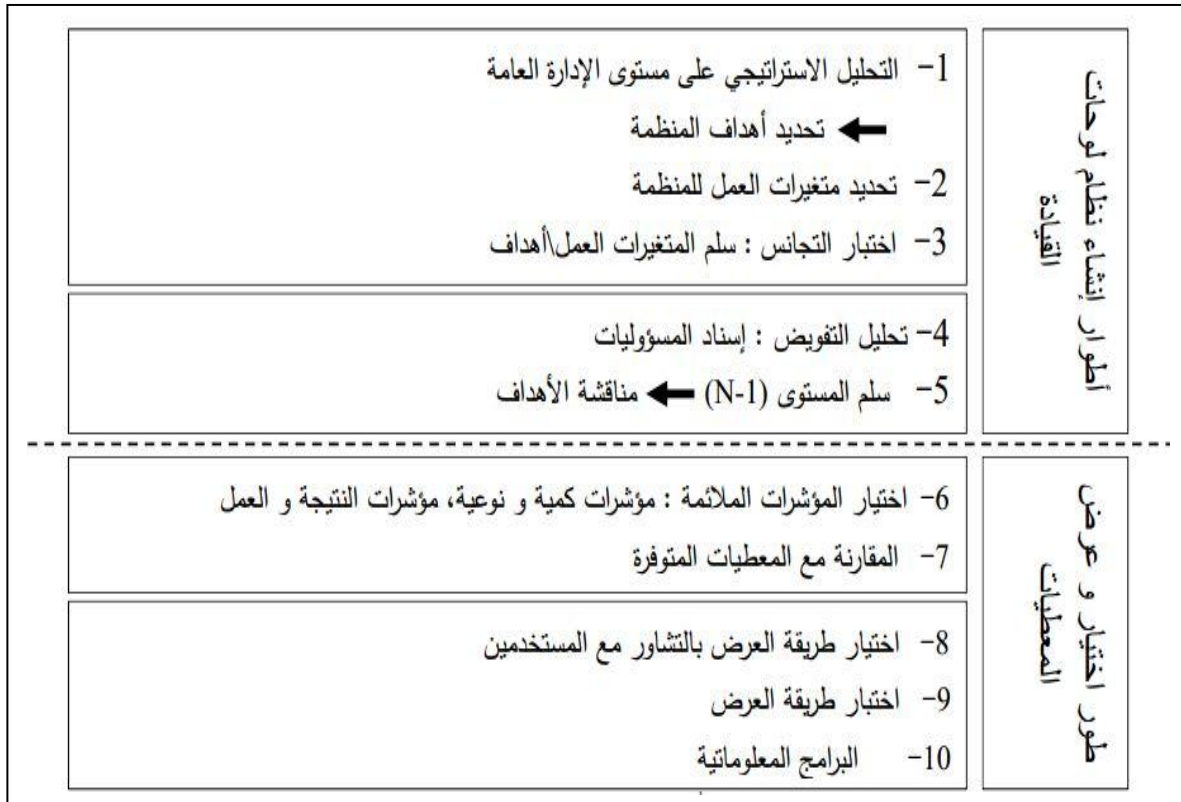 أطوار إنشاء نظام لوحات
القيادة
1- التحليل الاستراتيجي على مستوى الإدارة العامة
← تحديد أهداف المنظمة
2- تحديد متغيرات العمل للمنظمة
3- اختبار التجانس : سلم المتغيرات العمل\أهداف
4- تحليل التفويض : إسناد المسؤوليات
5- سلم المستوى (N-1) ← مناقشة الأهداف
طور اختيار و عرض
المعطيات
6- اختيار المؤشرات الملائمة : مؤشرات كمية و نوعية، مؤشرات النتيجة و العمل
7- المقارنة مع المعطيات المتوفرة
8- اختيار طريقة العرض بالتشاور مع المستخدمين
9- اختبار طريقة العرض
10- البرامج المعلوماتية